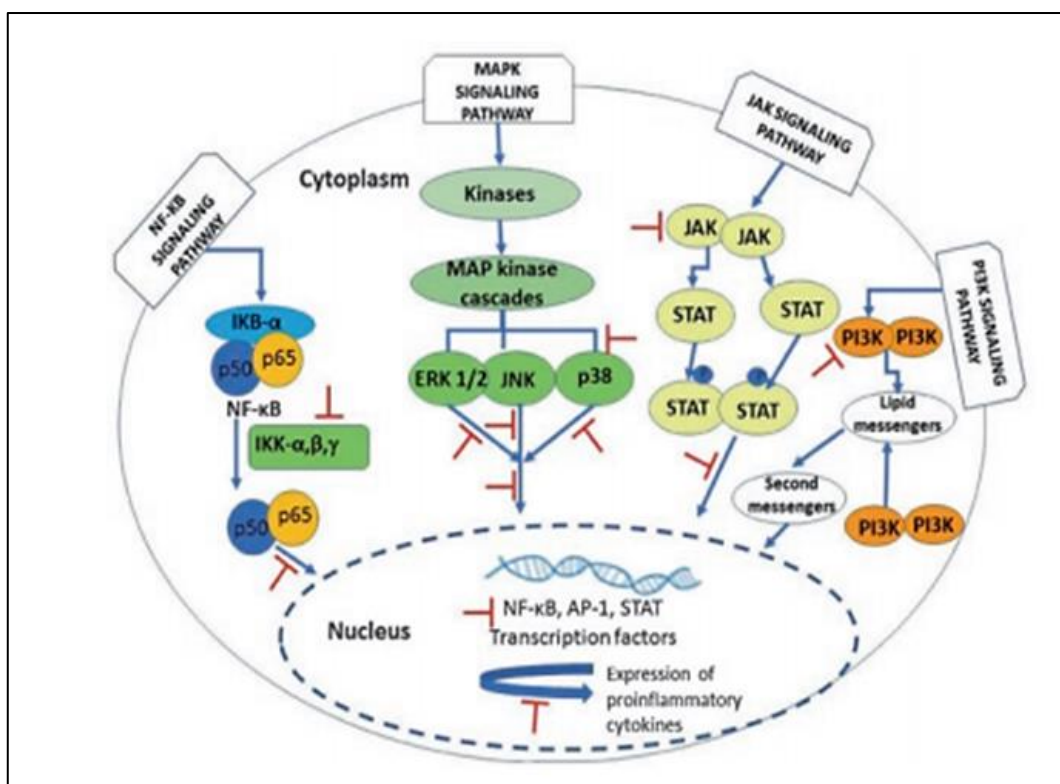 MAPK
SIGNALING
PATHWAY
JAK SIGNALING
PATHWAY
NF-KB
SIGNALING
PATHWAY
PI3K SIGNALING
PATHWAY
Cytoplasm
Kinases
MAP kinase
cascades
ERK 1/2
JNK
p38
IKB-α
p50
p65
NF-κB
IKK-α,β,γ
p50
p65
JAK
JAK
STAT
STAT
STAT
STAT
PI3K
PI3K
Lipid
messengers
Second
messengers
PI3K
PI3K
Nucleus
NF-κB, AP-1, STAT
Transcription factors
Expression of
proinflammatory
cytokines